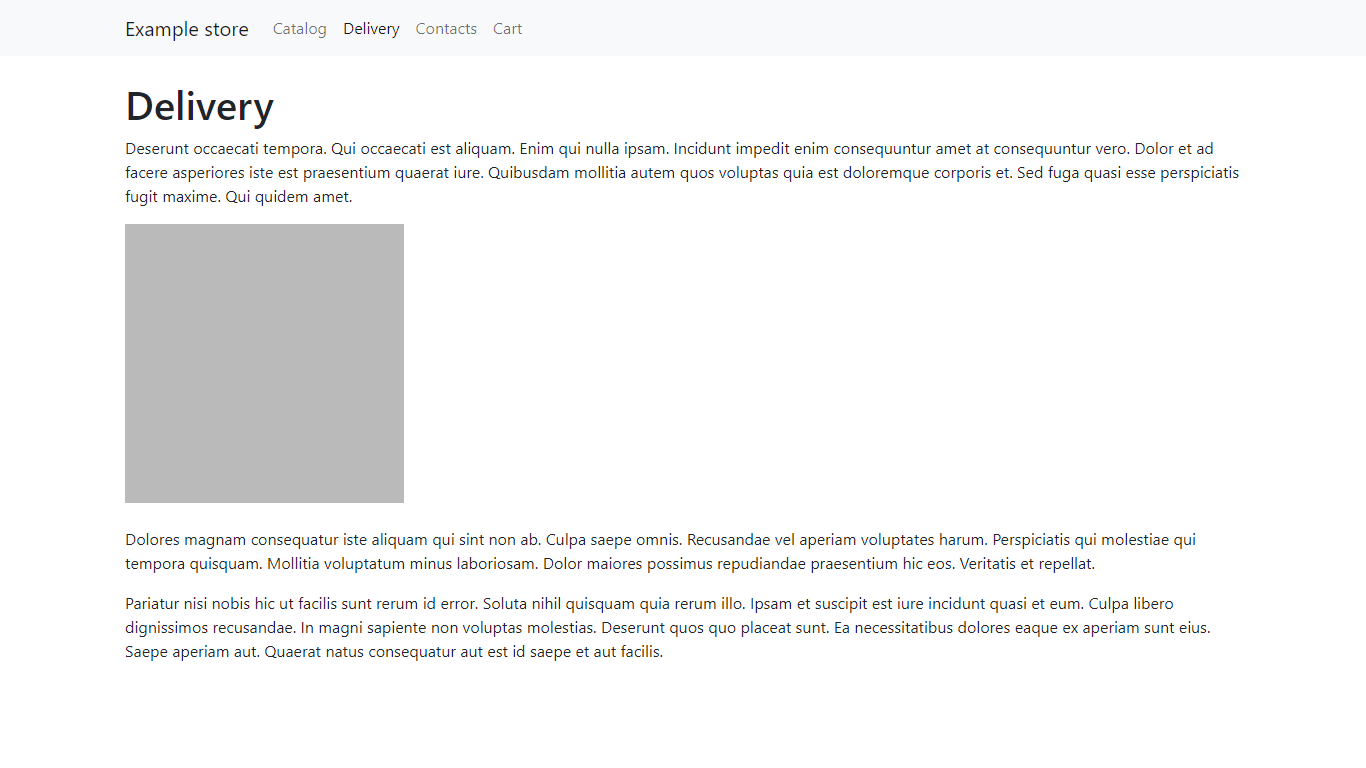 Example store Catalog Delivery Contacts Cart
Delivery
Deserunt occaecati tempora. Qui occaecati est aliquam. Enim qui nulla ipsam. Incidunt impedit enim consequuntur amet at consequuntur vero. Dolor et ad
facere asperiores iste est praesentium quaerat iure. Quibusdam mollitia autem quos voluptas quia est doloremque corporis et. Sed fuga quasi esse perspiciatis
fugit maxime. Qui quidem amet.
Dolores magnam consequatur iste aliquam qui sint non ab. Culpa saepe omnis. Recusandae vel aperiam voluptates harum. Perspiciatis qui molestiae qui
tempora quisquam. Mollitia voluptatum minus laboriosam. Dolor maiores possimus repudiandae praesentium hic eos. Veritatis et repellat.
Pariatur nisi nobis hic ut facilis sunt rerum id error. Soluta nihil quisquam quia rerum illo. Ipsam et suscipit est iure incidunt quasi et eum. Culpa libero
dignissimos recusandae. In magni sapiente non voluptas molestias. Deserunt quos quo placeat sunt. Ea necessitatibus dolores eaque ex aperiam sunt eius.
Saepe aperiam aut. Quaerat natus consequatur aut est id saepe et aut facilis.